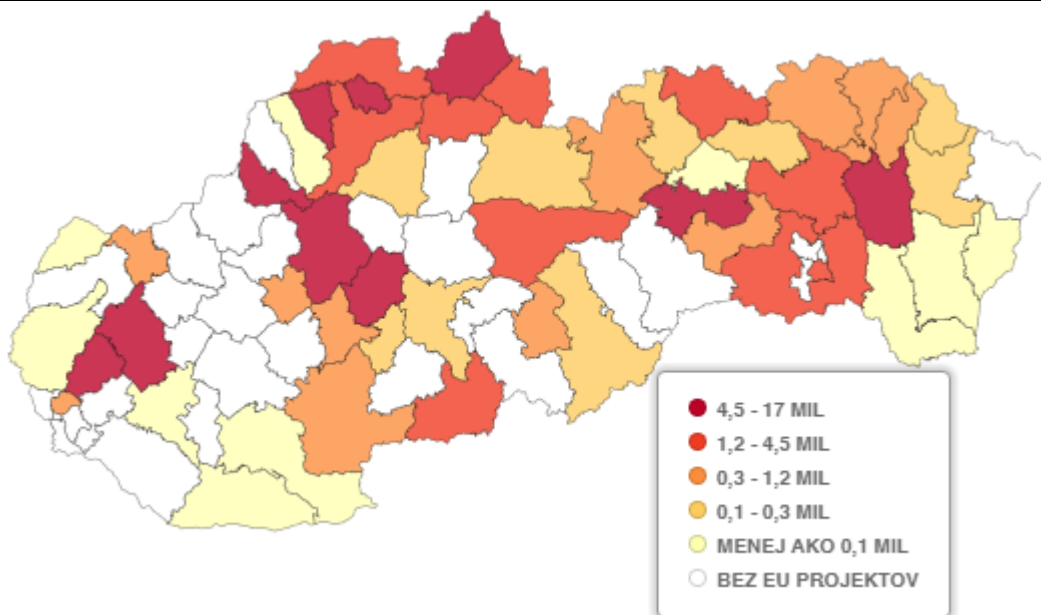 4,5 - 17 MIL
1,2 - 4,5 MIL
0,3 - 1,2 MIL
0,1 - 0,3 MIL
MENEJ AKO 0,1 MIL
BEZ EU PROJEKTOV